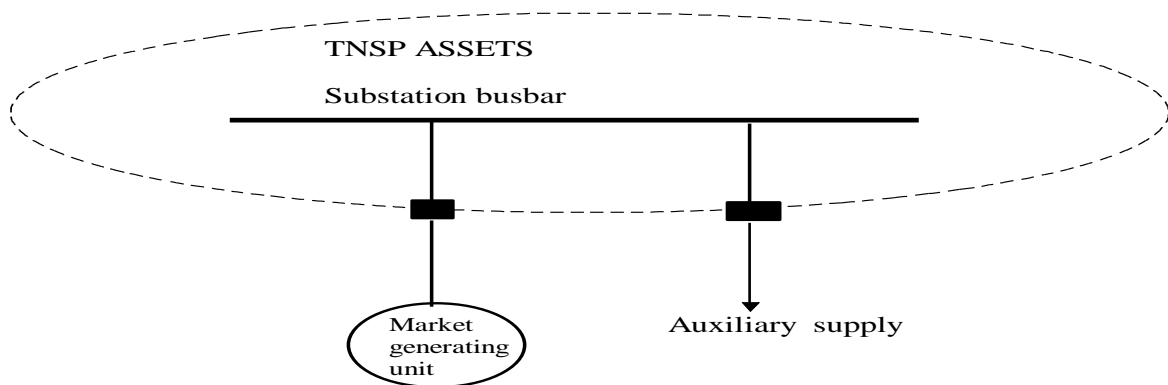 TNSP ASSETS
Substation busbar
Market
generating
unit
Auxiliary supply